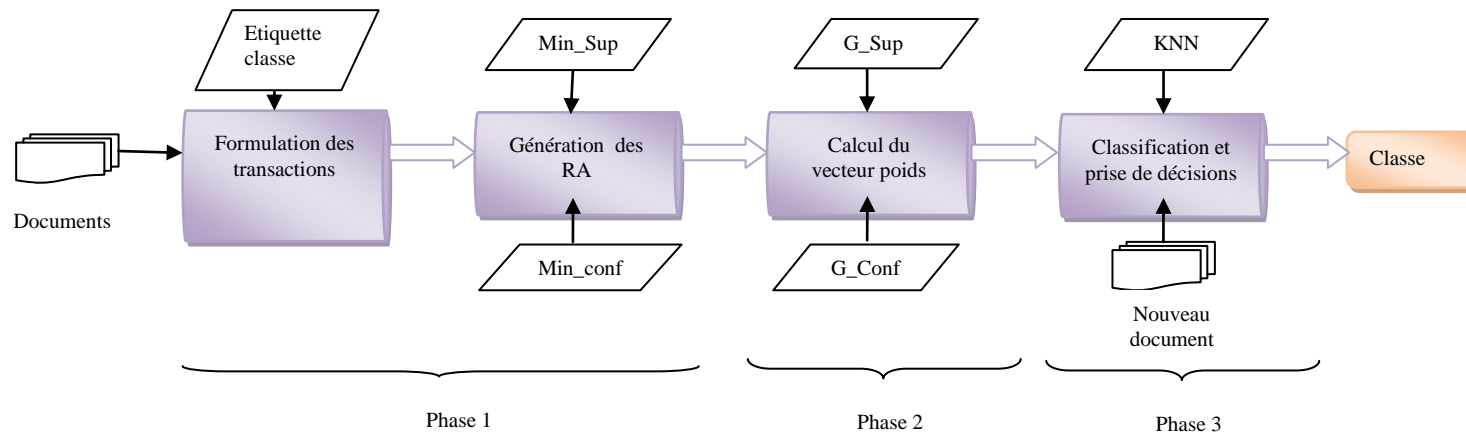 Etiquette
classe
Min_Sup
G_Sup
KNN
Formulation des
transactions
Génération des
RA
Calcul du
vecteur poids
Classification et
prise de décisions
Classe
Documents
Min_conf
G_Conf
Nouveau
document
Phase 1
Phase 2
Phase 3